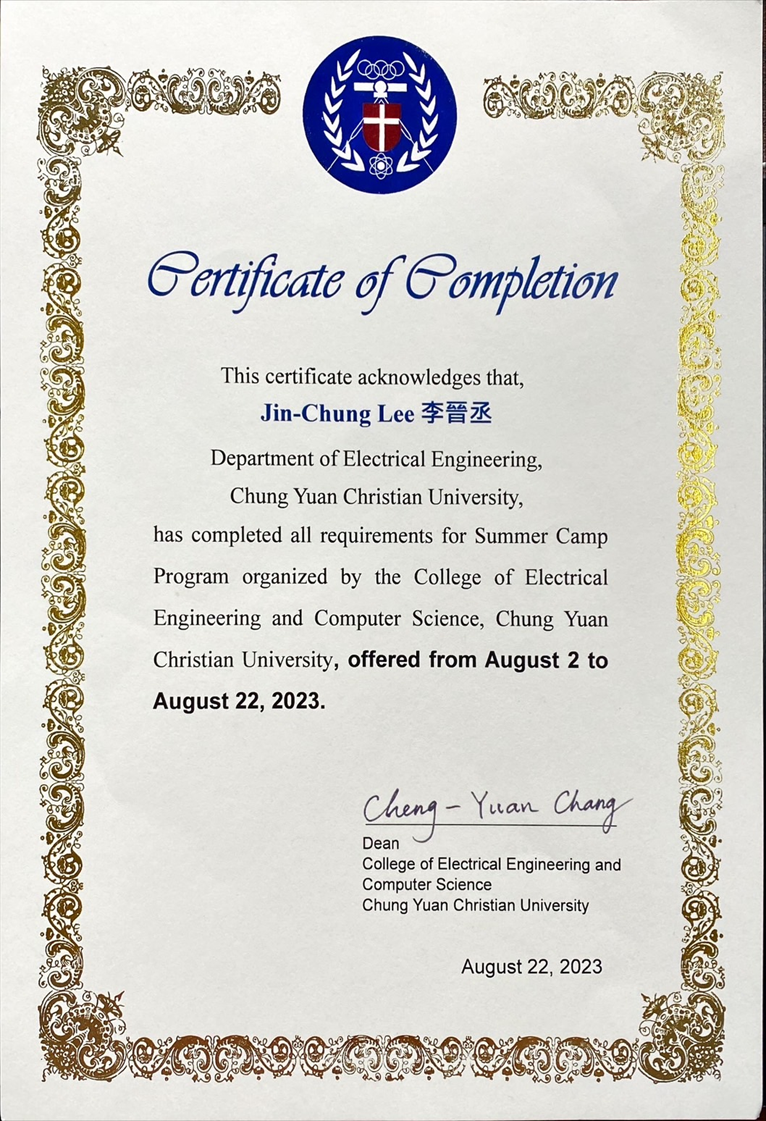 Certificate of Completion
This certificate acknowledges that,
Jin-Chung Lee 李晉丞
Department of Electrical Engineering,
Chung Yuan Christian University,
has completed all requirements for Summer Camp
Program organized by the College of Electrical
Engineering and Computer Science, Chung Yuan
Christian University, offered from August 2 to
August 22, 2023.
Cheng-Yuan Chang
Dean
College of Electrical Engineering and
Computer Science
Chung Yuan Christian University
August 22, 2023